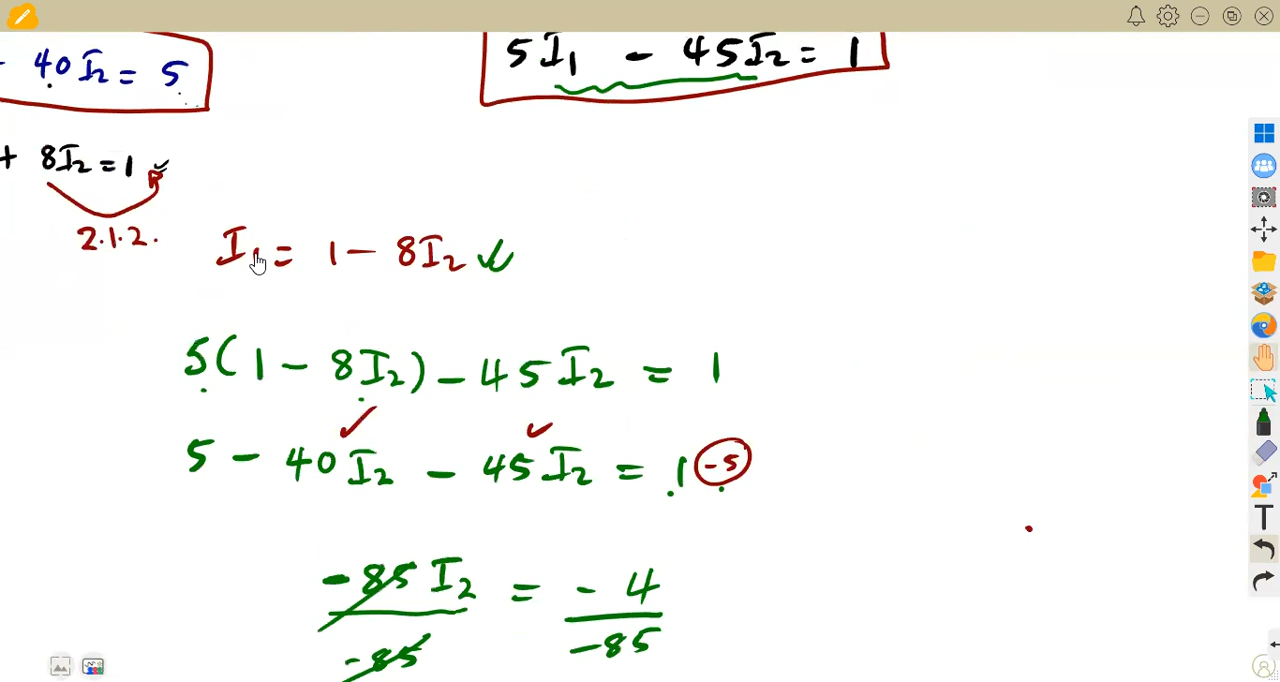 - 40I₂ = 5
5I₁ - 45I₂ = 1
+ 8I₂ = 1
2.1.2.
I₁ = 1 - 8I₂
5(1 - 8I₂) - 45I₂ = 1
5 - 40I₂ - 45I₂ = 1 -5
-85I₂ = -4
-85 -85
T